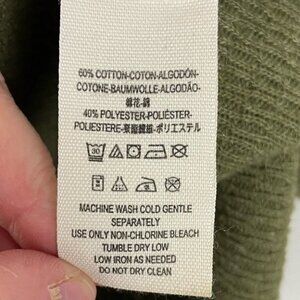 60% COTTON-COTON-ALGODÓN-
COTONE-BAUMWOLLE-ALGODÃO-
棉花-綿
40% POLYESTER-POLIÉSTER-
POLIESTERE-聚酯纖維-ポリエステル
30
MACHINE WASH COLD GENTLE
SEPARATELY
USE ONLY NON-CHLORINE BLEACH
TUMBLE DRY LOW
LOW IRON AS NEEDED
DO NOT DRY CLEAN